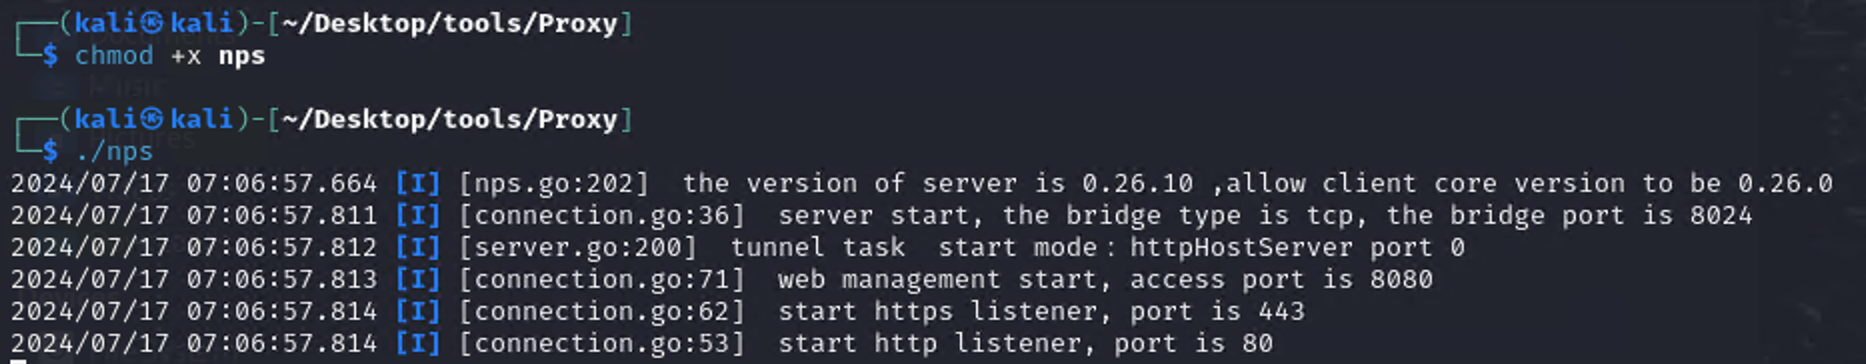 ┌──(kali㉿kali)-[~/Desktop/tools/Proxy]
└─$ chmod +x nps
┌──(kali㉿kali)-[~/Desktop/tools/Proxy]
└─$ ./nps
2024/07/17 07:06:57.664 [I] [nps.go:202]  the version of server is 0.26.10 ,allow client core version to be 0.26.0
2024/07/17 07:06:57.811 [I] [connection.go:36]  server start, the bridge type is tcp, the bridge port is 8024
2024/07/17 07:06:57.812 [I] [server.go:200]  tunnel task  start mode：httpHostServer port 0
2024/07/17 07:06:57.813 [I] [connection.go:71]  web management start, access port is 8080
2024/07/17 07:06:57.814 [I] [connection.go:62]  start https listener, port is 443
2024/07/17 07:06:57.814 [I] [connection.go:53]  start http listener, port is 80